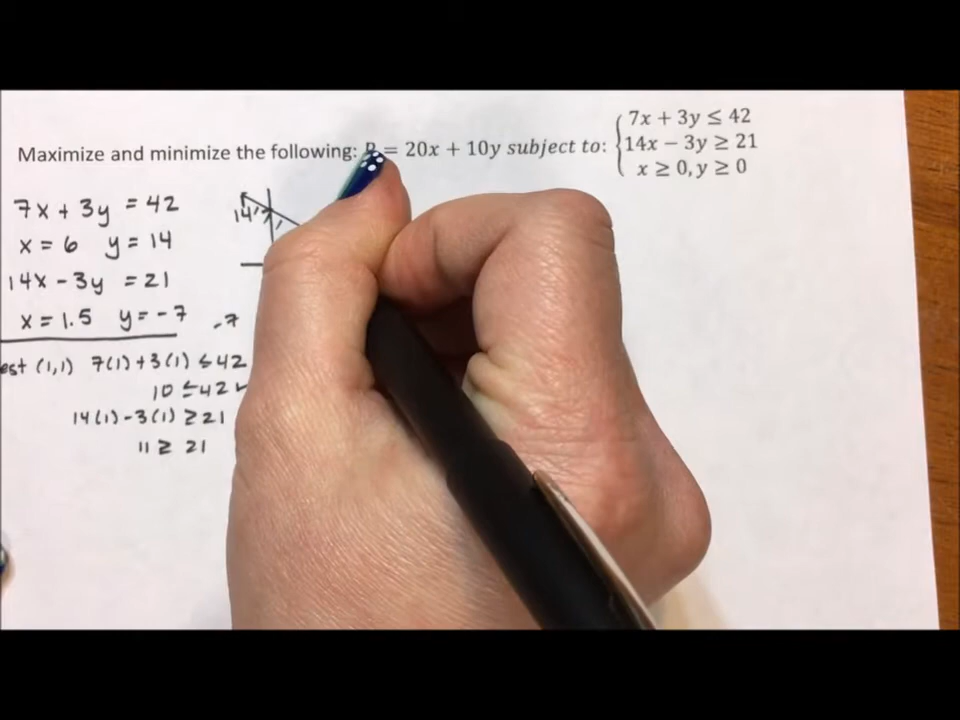 Maximize and minimize the following: P = 20x + 10y subject to:
7x + 3y ≤ 42
14x − 3y ≥ 21
x ≥ 0, y ≥ 0
7x + 3y = 42
x = 6 y = 14
14x - 3y = 21
x = 1.5 y = -7
est (1,1) 7(1) + 3(1) ≤ 42
10 ≤ 42 ✓
14(1) - 3(1) ≥ 21
11 ≥ 21
14
-7